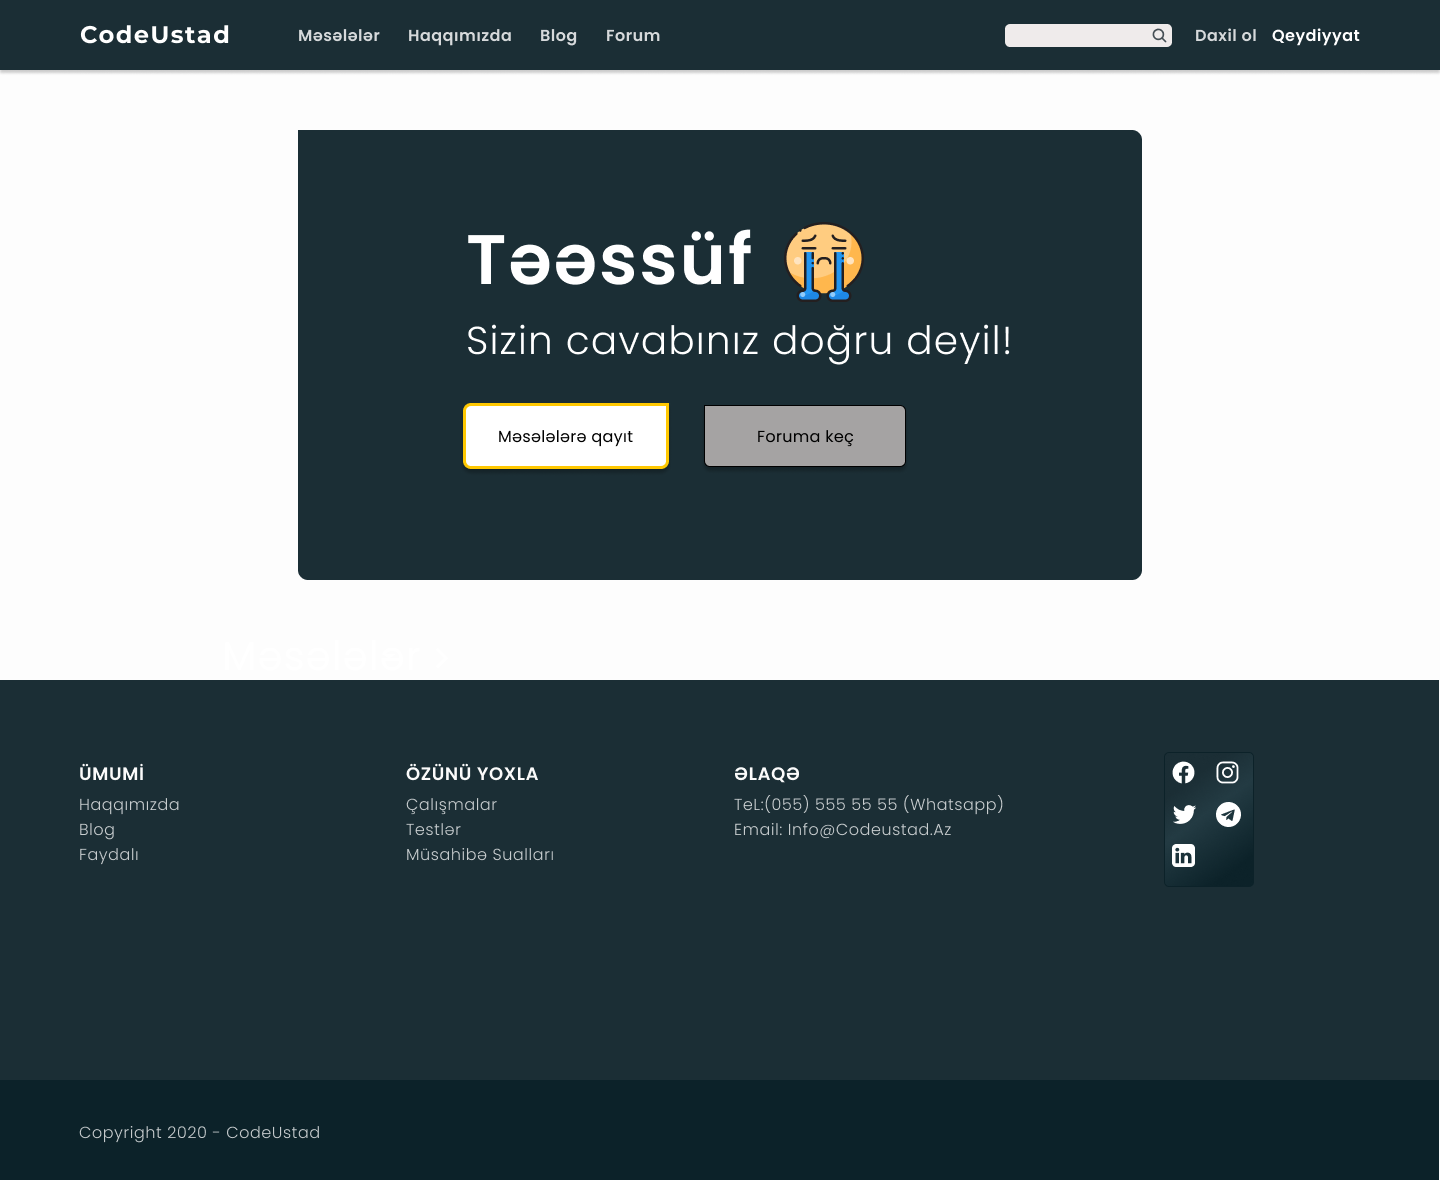 CodeUstad
Məsələlər Haqqımızda Blog Forum
Daxil ol Qeydiyyat
Təəssüf
Sizin cavabınız doğru deyil!
Məsələlərə qayıt
Foruma keç
Məsələlər
ÜMUMİ
Haqqımızda
Blog
Faydalı
ÖZÜNÜ YOXLA
Çalışmalar
Testlər
Müsahibə Sualları
ƏLAQƏ
TeL:(055) 555 55 55 (Whatsapp)
Email: Info@Codeustad.Az
Copyright 2020 - CodeUstad